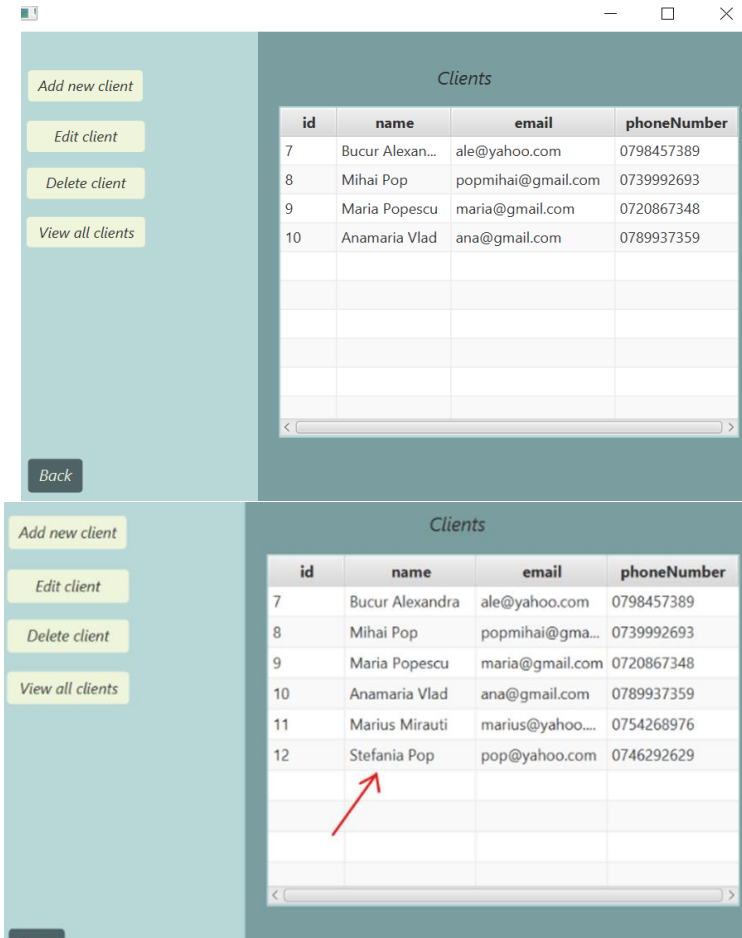 Clients
Add new client
Edit client
Delete client
View all clients
id name email phoneNumber
7 Bucur Alexan... ale@yahoo.com 0798457389
8 Mihai Pop popmihai@gmail.com 0739992693
9 Maria Popescu maria@gmail.com 0720867348
10 Anamaria Vlad ana@gmail.com 0789937359
Back
Clients
Add new client
Edit client
Delete client
View all clients
id name email phoneNumber
7 Bucur Alexandra ale@yahoo.com 0798457389
8 Mihai Pop popmihai@gma... 0739992693
9 Maria Popescu maria@gmail.com 0720867348
10 Anamaria Vlad ana@gmail.com 0789937359
11 Marius Mirauti marius@yahoo.... 0754268976
12 Stefania Pop pop@yahoo.com 0746292629